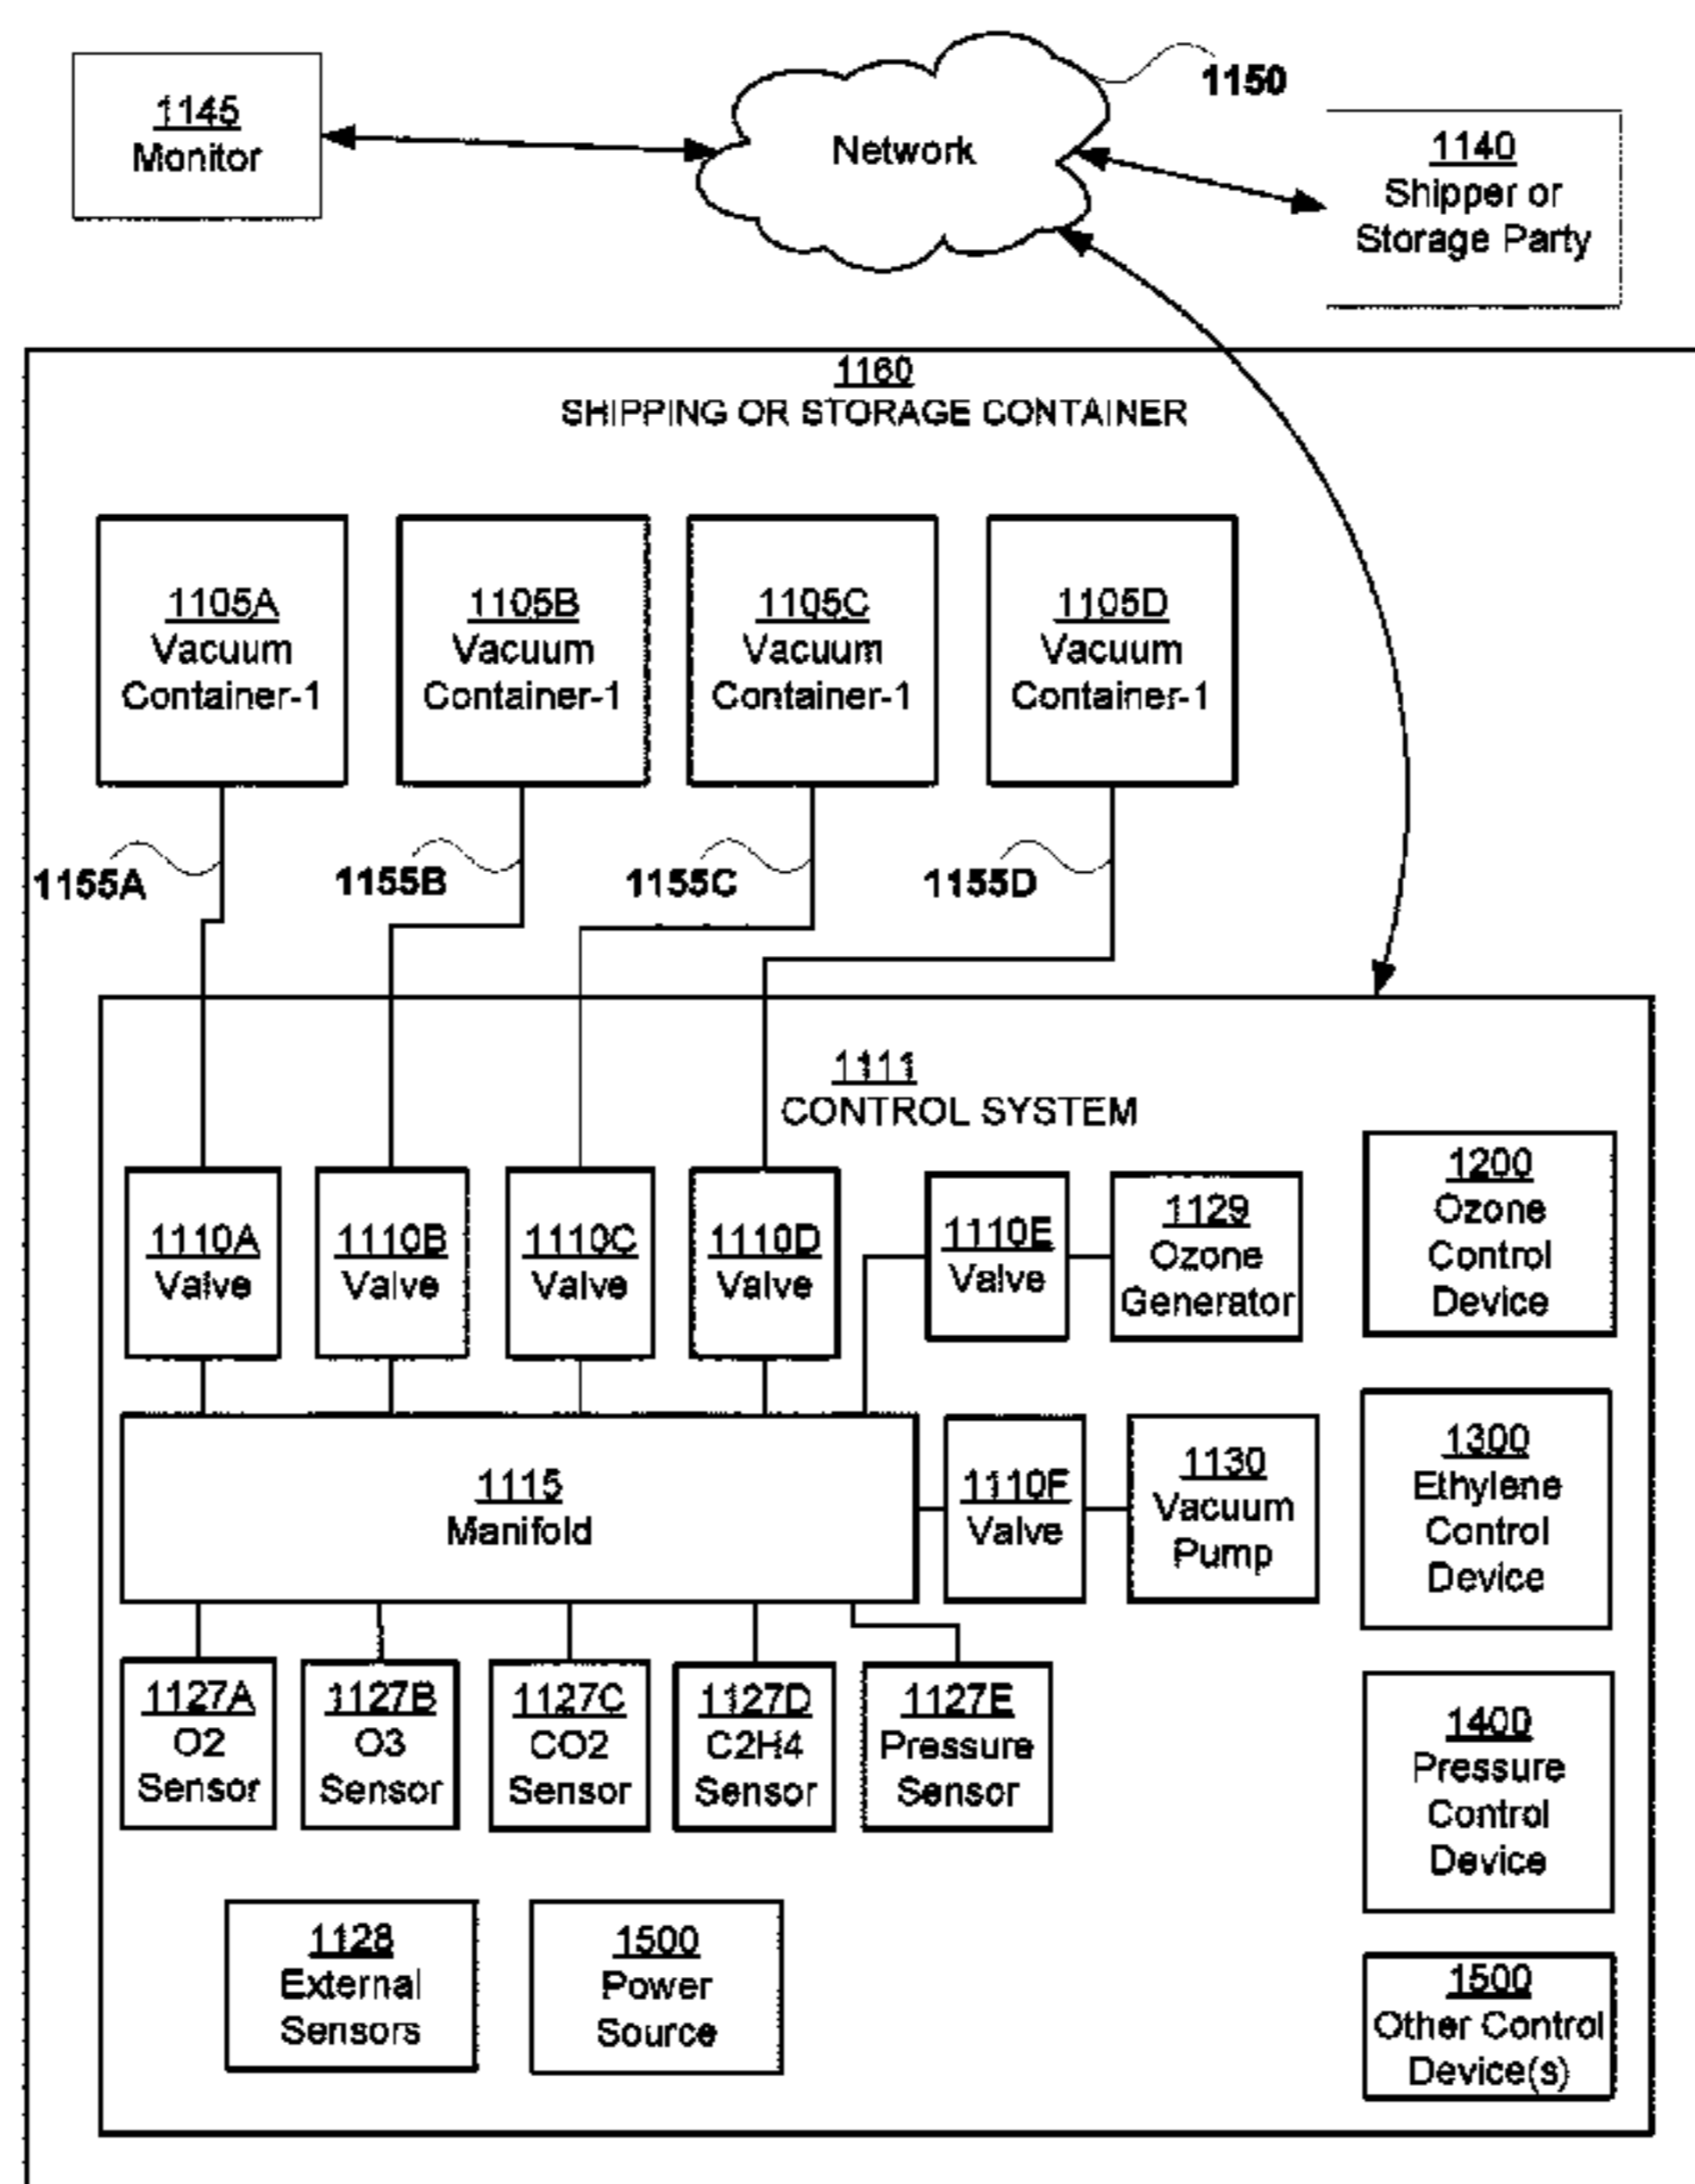 1150
1145
Monitor
Network
1140
Shipper or
Storage Party
1160
SHIPPING OR STORAGE CONTAINER
1105A
Vacuum
Container-1
1105B
Vacuum
Container-1
1105C
Vacuum
Container-1
1105D
Vacuum
Container-1
1155A
1155B
1155C
1155D
1111
CONTROL SYSTEM
1110A
Valve
1110B
Valve
1110C
Valve
1110D
Valve
1110E
Valve
1129
Ozone
Generator
1200
Ozone
Control
Device
1115
Manifold
1110F
Valve
1130
Vacuum
Pump
1300
Ethylene
Control
Device
1127A
O2
Sensor
1127B
O3
Sensor
1127C
CO2
Sensor
1127D
C2H4
Sensor
1127E
Pressure
Sensor
1400
Pressure
Control
Device
1128
External
Sensors
1500
Power
Source
1500
Other Control
Device(s)